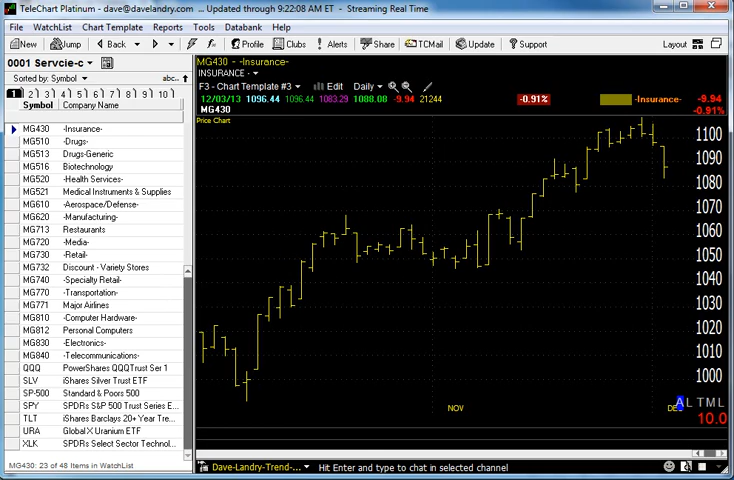 TeleChart Platinum - dave@davelandry.com ... Updated through 9:22:08 AM ET - Streaming Real Time
File WatchList Chart Template Reports Tools Databank Help
New Jump Back Profile Clubs Alerts Share TCMail Update Support Layout
0001 Servcie-c
Sorted by: Symbol abc..
1 2 3 4 5 6 7 8 9 10
Symbol Company Name
MG430 -Insurance-
MG510 -Drugs-
MG513 Drugs-Generic
MG516 Biotechnology
MG520 -Health Services-
MG521 Medical Instruments & Supplies
MG610 -Aerospace/Defense-
MG620 -Manufacturing-
MG713 Restaurants
MG720 -Media-
MG730 -Retail-
MG732 Discount - Variety Stores
MG740 -Specialty Retail-
MG770 -Transportation-
MG771 Major Airlines
MG810 -Computer Hardware-
MG812 Personal Computers
MG830 -Electronics-
MG840 -Telecommunications-
QQQ PowerShares QQQTrust Ser 1
SLV iShares Silver Trust ETF
SP-500 Standard & Poors 500
SPY SPDRs S&P 500 Trust Series E...
TLT iShares Barclays 20+ Year Tre...
URA Global X Uranium ETF
XLK SPDRs Select Sector Technol...
MG430: 23 of 48 Items in WatchList
MG430 - -Insurance-
INSURANCE -
F3 - Chart Template #3 Edit Daily
12/03/13 1096.44 1096.44 1083.29 1088.08 -9.94 21244 -0.91% -Insurance- -9.94
MG430 -0.91%
Price Chart
1100
1090
1080
1070
1060
1050
1040
1030
1020
1010
1000
NOV
A L T M L
10.0
Dave-Landry-Trend-... Hit Enter and type to chat in selected channel